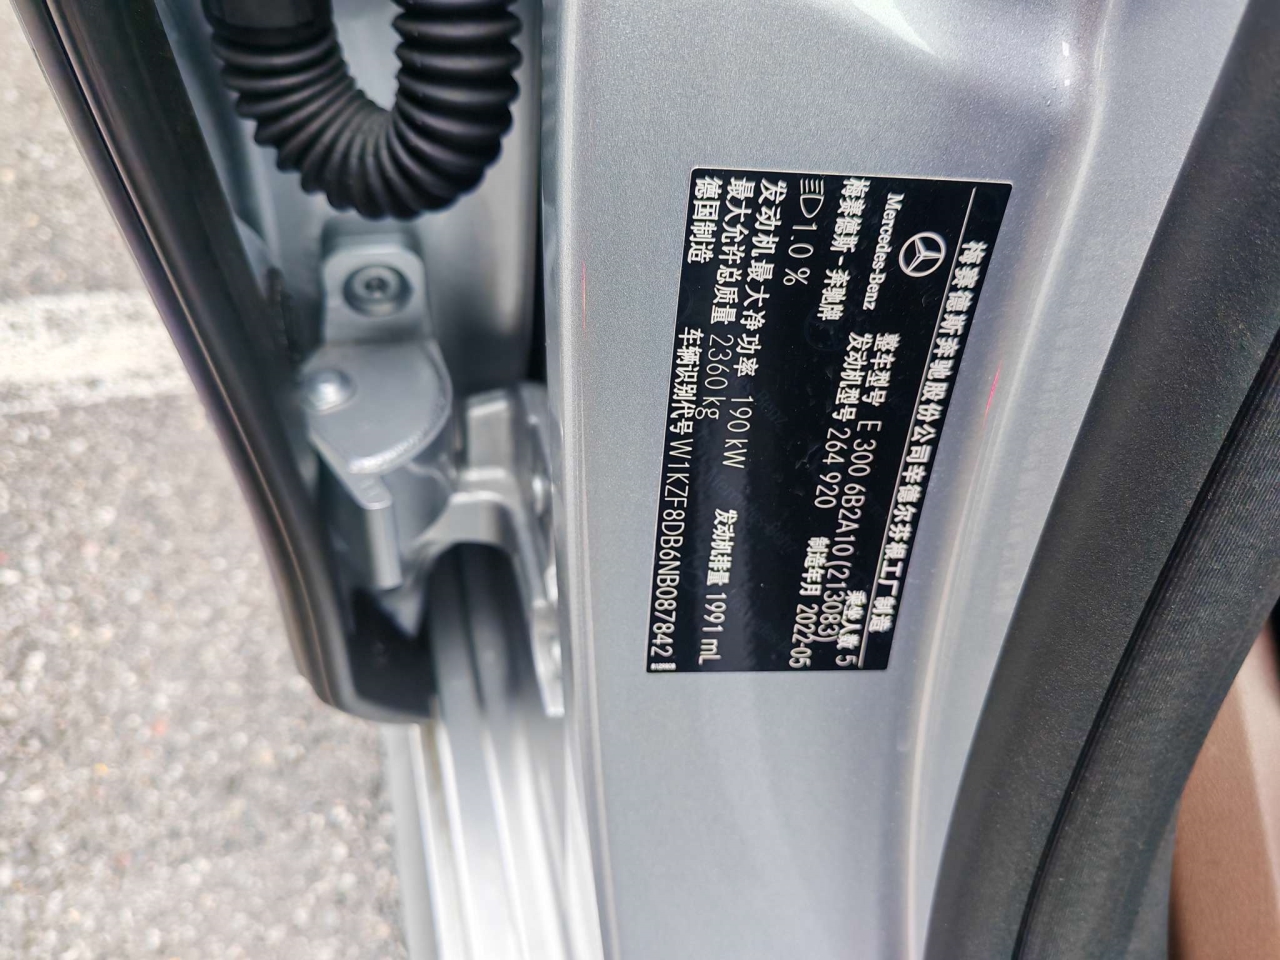 梅赛德斯奔驰股份公司辛德尔芬根工厂 制造
Mercedes-Benz 整车型号 E 300 6B2A10(213083) 乘坐人数 5
梅赛德斯-奔驰牌 发动机型号 264 920 制造年月 2022-05
1.0 %
发动机最大净功率 190 kW 发动机排量 1991 mL
最大允许总质量 2360 kg
德国制造 车辆识别代号 W1KZF8DB6NB087842